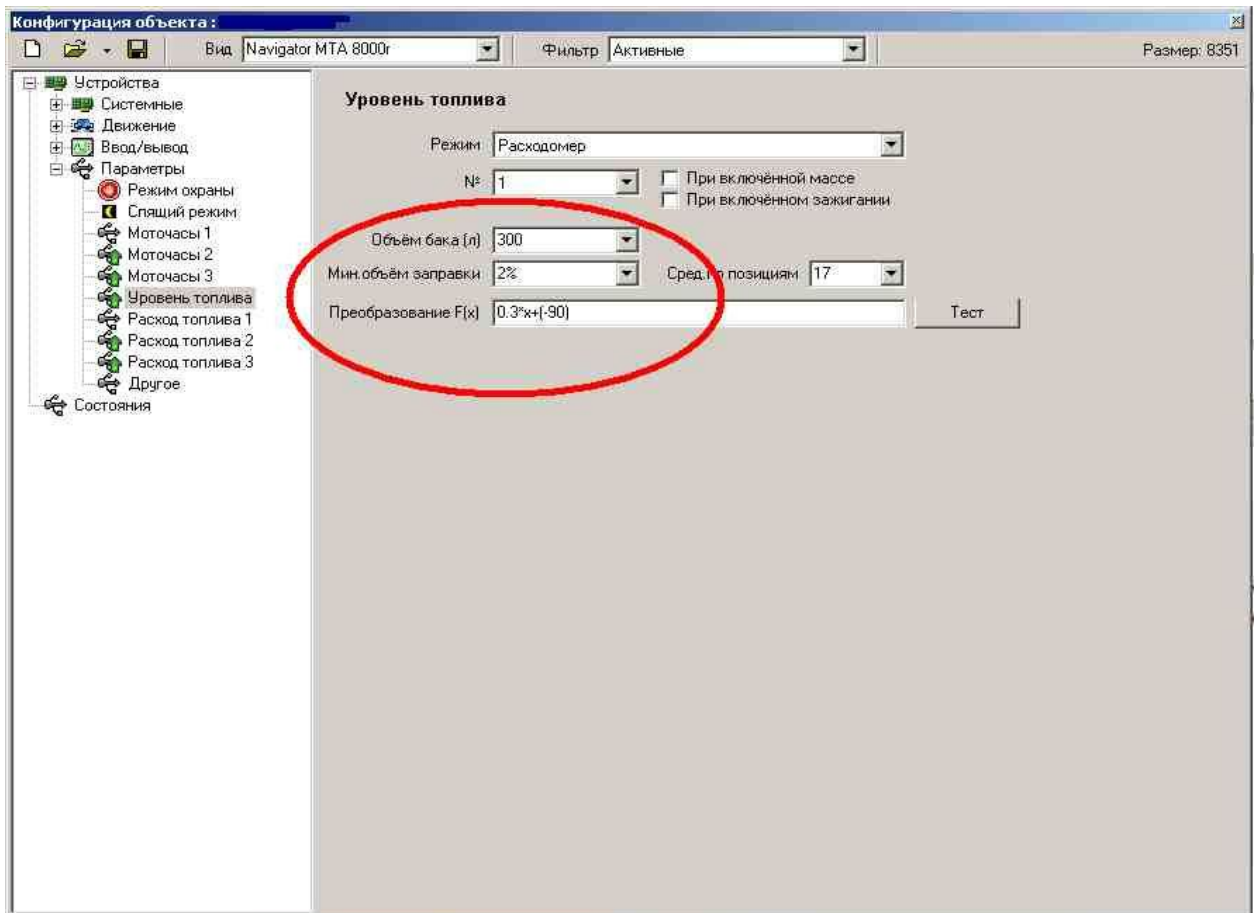 Конфигурация объекта :
Вид Navigator MTA 8000r Фильтр Активные Размер: 8351
Устройства
Системные
Движение
Ввод/вывод
Параметры
Режим охраны
Спящий режим
Моточасы 1
Моточасы 2
Моточасы 3
Уровень топлива
Расход топлива 1
Расход топлива 2
Расход топлива 3
Другое
Состояния
Уровень топлива
Режим Расходомер
№ 1 При включённой массе
При включённом зажигании
Объём бака (л) 300
Мин.объём заправки 2% Сред. позициям 17
Преобразование F(x) 0.3*x+(-90) Тест